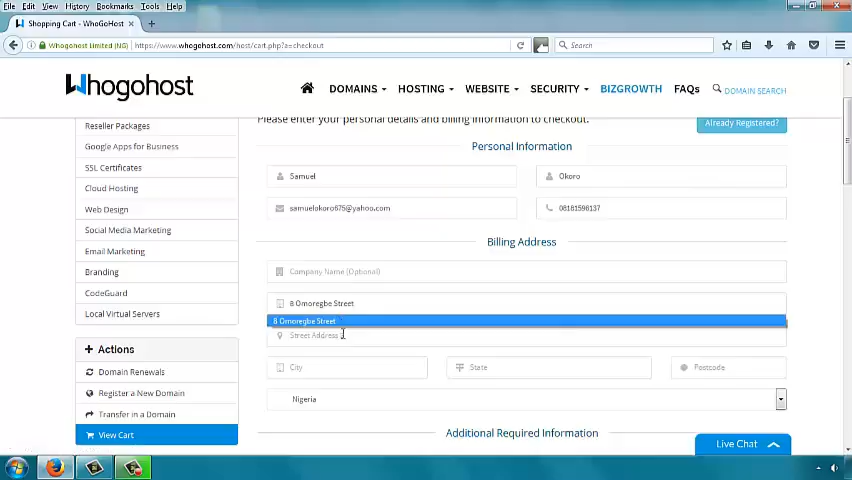 File Edit View History Bookmarks Tools Help
Shopping Cart - WhoGoHost
Whogohost Limited (NG) https://www.whogohost.com/host/cart.php?a=checkout
Search
Whogohost
DOMAINS HOSTING WEBSITE SECURITY BIZGROWTH FAQs DOMAIN SEARCH
Reseller Packages
Google Apps for Business
SSL Certificates
Cloud Hosting
Web Design
Social Media Marketing
Email Marketing
Branding
CodeGuard
Local Virtual Servers
Actions
Domain Renewals
Register a New Domain
Transfer in a Domain
View Cart
Please enter your personal details and billing information to checkout.
Already Registered?
Personal Information
Samuel Okoro
samuelokoro675@yahoo.com 08161596137
Billing Address
Company Name (Optional)
8 Omoregbe Street
8 Omoregbe Street
Street Address
City State Postcode
Nigeria
Additional Required Information
Live Chat